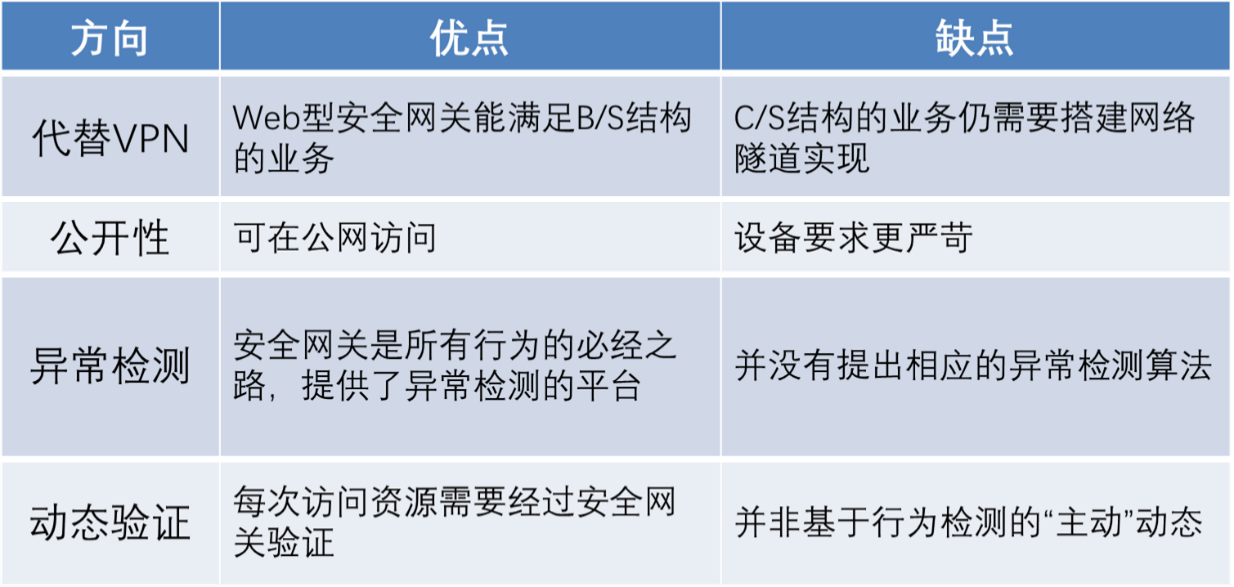 方向 优点 缺点
代替VPN
Web型安全网关能满足B/S结构
的业务
C/S结构的业务仍需要搭建网络
隧道实现
公开性 可在公网访问 设备要求更严苛
异常检测
安全网关是所有行为的必经之
路，提供了异常检测的平台
并没有提出相应的异常检测算法
动态验证
每次访问资源需要经过安全网
关验证
并非基于行为检测的“主动”动态